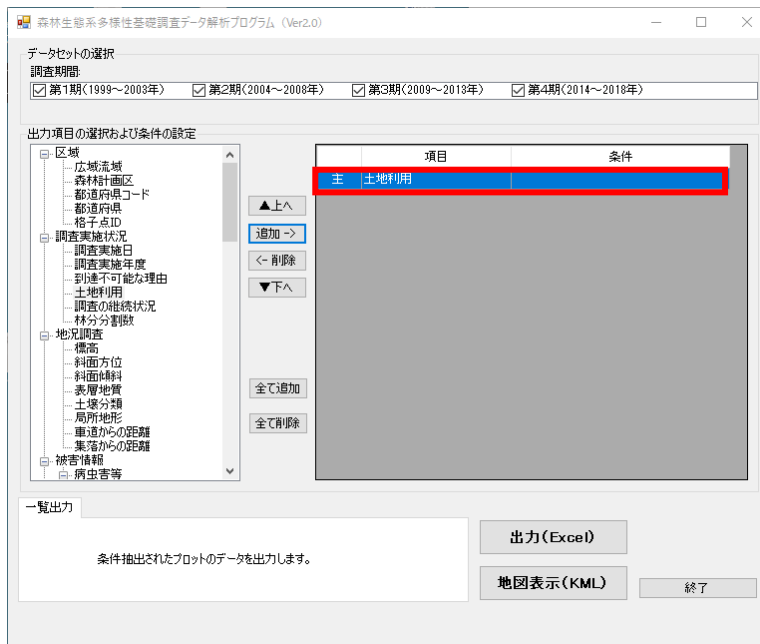 森林生態系多様性基礎調査データ解析プログラム (Ver2.0)
データセットの選択
調査期間:
第1期(1999～2003年) 第2期(2004～2008年) 第3期(2009～2013年) 第4期(2014～2018年)
出力項目の選択および条件の設定
区域
広域流域
森林計画区
都道府県コード
都道府県
格子点ID
調査実施状況
調査実施日
調査実施年度
到達不可能な理由
土地利用
調査の継続状況
林分分割数
地況調査
標高
斜面方位
斜面傾斜
表層地質
土壌分類
局所地形
車道からの距離
集落からの距離
被害情報
病虫害等
▲上へ
追加 ->
<- 削除
▼下へ
全て追加
全て削除
項目 条件
主 土地利用
一覧出力
条件抽出されたプロットのデータを出力します。
出力(Excel)
地図表示(KML)
終了